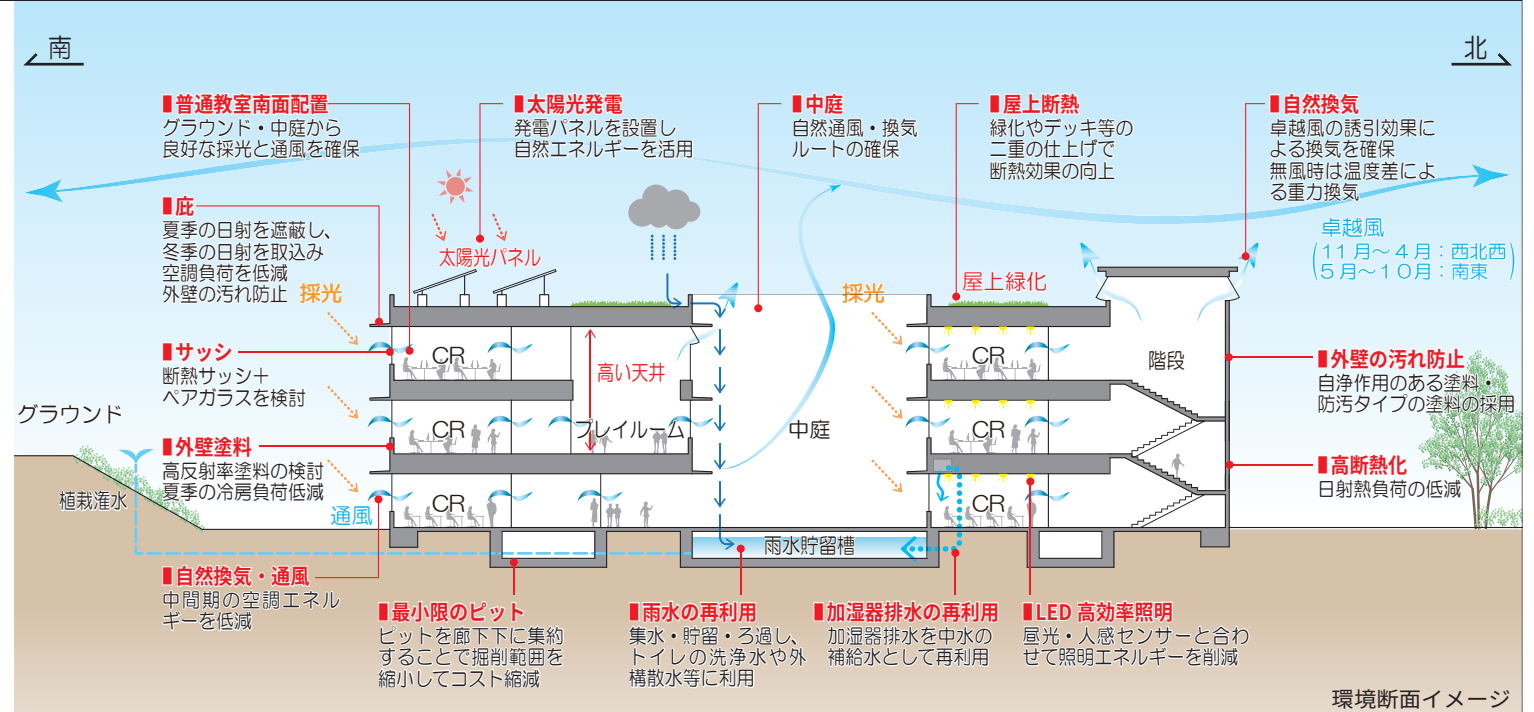 南
北
▮普通教室南面配置
グラウンド・中庭から
良好な採光と通風を確保
▮太陽光発電
発電パネルを設置し
自然エネルギーを活用
▮中庭
自然通風・換気
ルートの確保
▮屋上断熱
緑化やデッキ等の
二重の仕上げで
断熱効果の向上
▮自然換気
卓越風の誘引効果に
よる換気を確保
無風時は温度差によ
る重力換気
▮庇
夏季の日射を遮蔽し、
冬季の日射を取込み
空調負荷を低減
外壁の汚れ防止
採光
太陽光パネル
採光
屋上緑化
卓越風
(11月〜4月:西北西)
(5月〜10月:南東)
▮サッシ
断熱サッシ+
ペアガラスを検討
CR
高い天井
CR
階段
▮外壁の汚れ防止
自浄作用のある塗料・
防汚タイプの塗料の採用
グラウンド
CR
プレイルーム
中庭
CR
▮外壁塗料
高反射率塗料の検討
夏季の冷房負荷低減
▮高断熱化
日射熱負荷の低減
植栽潅水
通風
CR
CR
雨水貯留槽
▮自然換気・通風
中間期の空調エネル
ギーを低減
▮最小限のピット
ピットを廊下下に集約
することで掘削範囲を
縮小してコスト縮減
▮雨水の再利用
集水・貯留・ろ過し、
トイレの洗浄水や外
構散水等に利用
▮加湿器排水の再利用
加湿器排水を中水の
補給水として再利用
▮LED 高効率照明
昼光・人感センサーと合わ
せて照明エネルギーを削減
環境断面イメージ